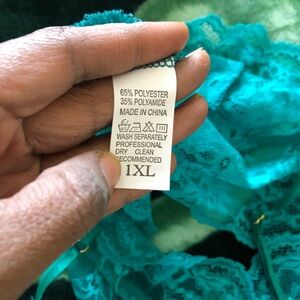 65% POLYESTER
35% POLYAMIDE
MADE IN CHINA
WASH SEPARATELY
PROFESSIONAL
DRY CLEAN
RECOMMENDED
1XL